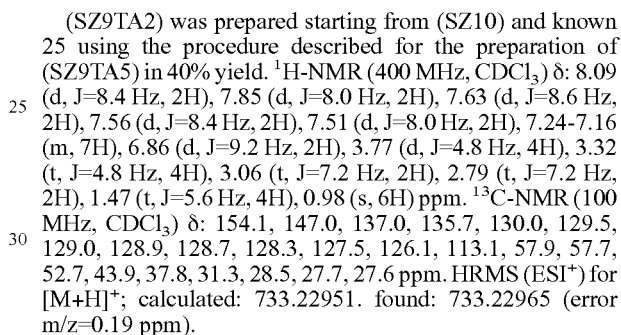 (SZ9TA2) was prepared starting from (SZ10) and known
25 using the procedure described for the preparation of
(SZ9TA5) in 40% yield. ¹H-NMR (400 MHz, CDCl₃) δ: 8.09
25 (d, J=8.4 Hz, 2H), 7.85 (d, J=8.0 Hz, 2H), 7.63 (d, J=8.6 Hz,
2H), 7.56 (d, J=8.4 Hz, 2H), 7.51 (d, J=8.0 Hz, 2H), 7.24-7.16
(m, 7H), 6.86 (d, J=9.2 Hz, 2H), 3.77 (d, J=4.8 Hz, 4H), 3.32
(t, J=4.8 Hz, 4H), 3.06 (t, J=7.2 Hz, 2H), 2.79 (t, J=7.2 Hz,
2H), 1.47 (t, J=5.6 Hz, 4H), 0.98 (s, 6H) ppm. ¹³C-NMR (100
30 MHz, CDCl₃) δ: 154.1, 147.0, 137.0, 135.7, 130.0, 129.5,
129.0, 128.9, 128.7, 128.3, 127.5, 126.1, 113.1, 57.9, 57.7,
52.7, 43.9, 37.8, 31.3, 28.5, 27.7, 27.6 ppm. HRMS (ESI⁺) for
[M+H]⁺; calculated: 733.22951. found: 733.22965 (error
m/z=0.19 ppm).